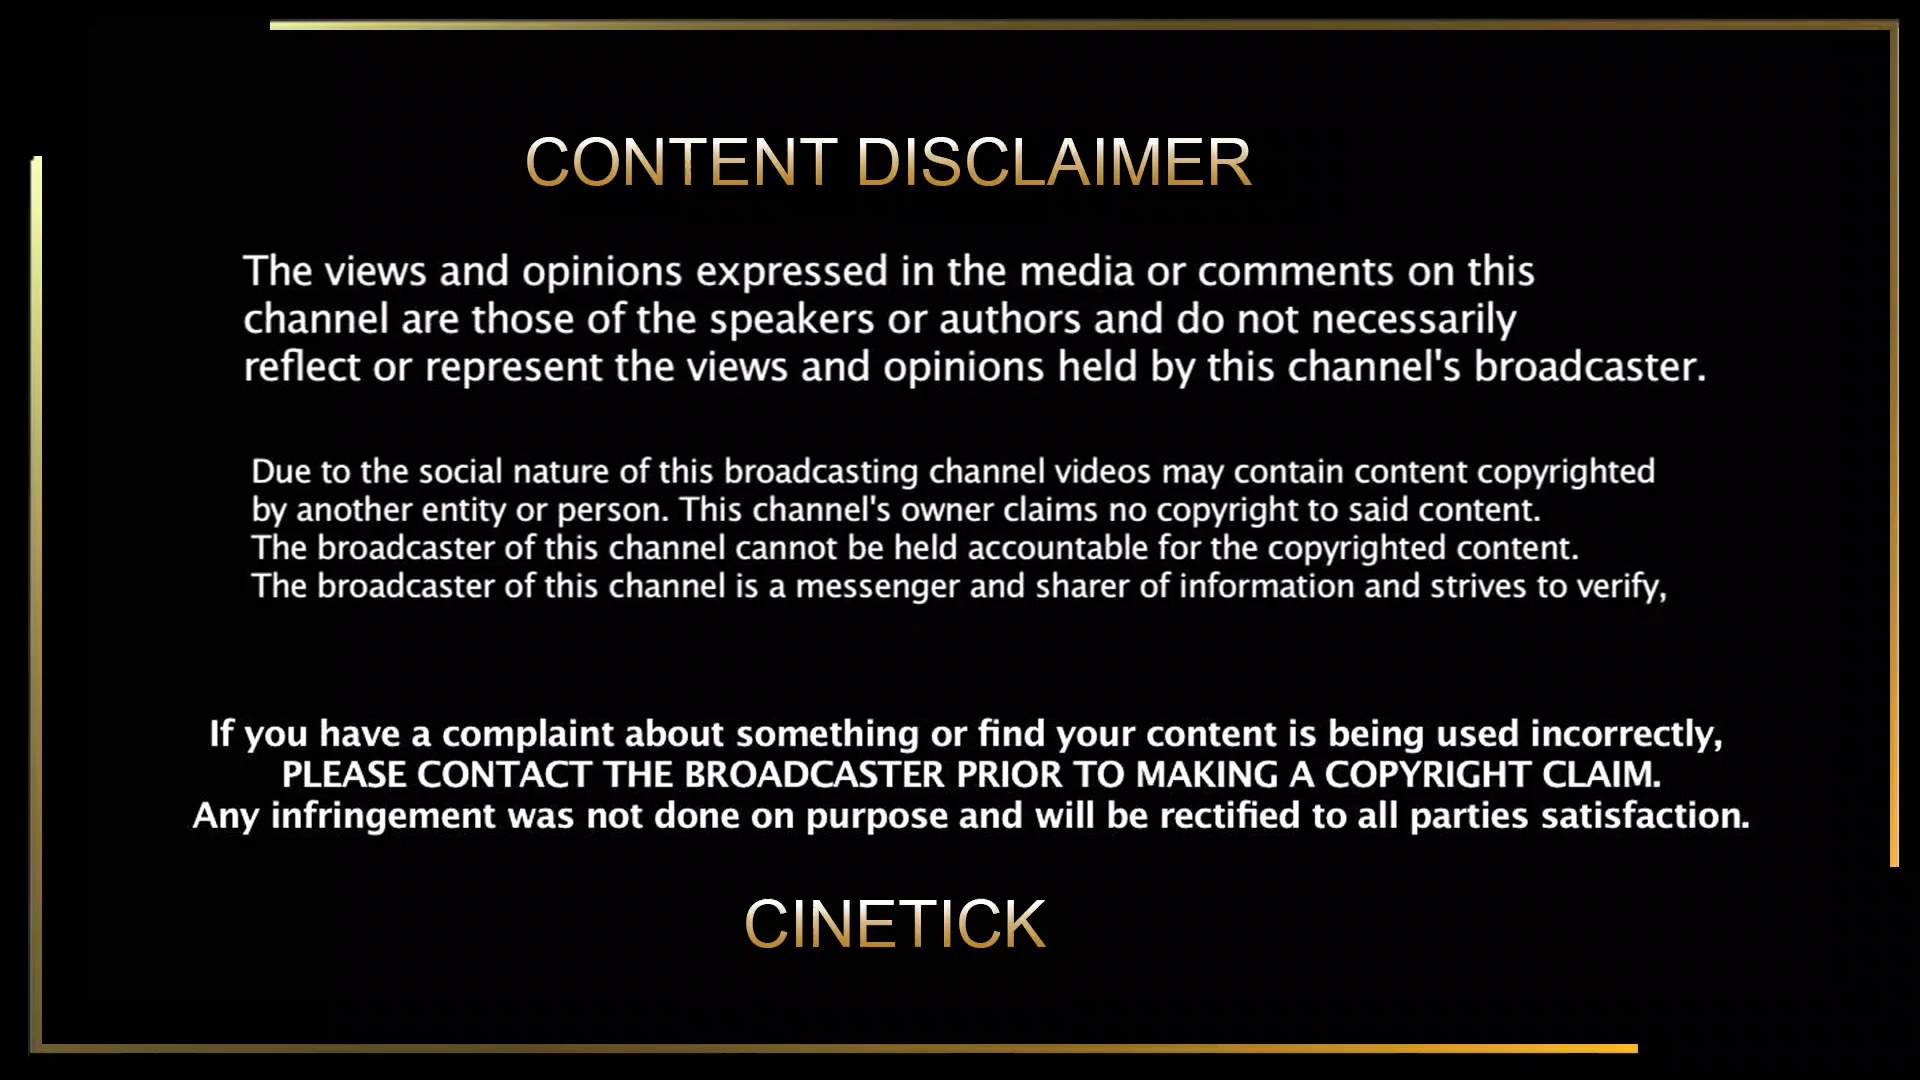 CONTENT DISCLAIMER
The views and opinions expressed in the media or comments on this
channel are those of the speakers or authors and do not necessarily
reflect or represent the views and opinions held by this channel's broadcaster.
Due to the social nature of this broadcasting channel videos may contain content copyrighted
by another entity or person. This channel's owner claims no copyright to said content.
The broadcaster of this channel cannot be held accountable for the copyrighted content.
The broadcaster of this channel is a messenger and sharer of information and strives to verify,
If you have a complaint about something or find your content is being used incorrectly,
PLEASE CONTACT THE BROADCASTER PRIOR TO MAKING A COPYRIGHT CLAIM.
Any infringement was not done on purpose and will be rectified to all parties satisfaction.
CINETICK